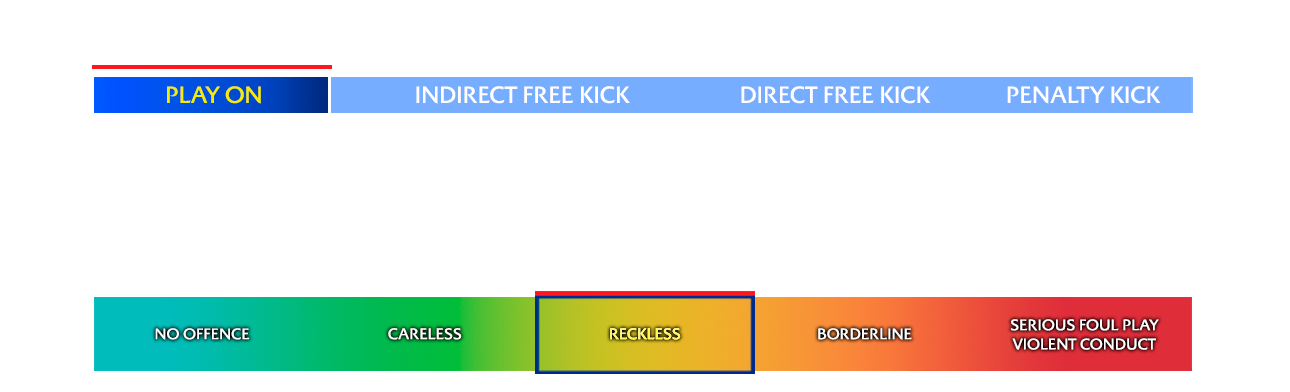 PLAY ON INDIRECT FREE KICK DIRECT FREE KICK PENALTY KICK
NO OFFENCE CARELESS RECKLESS BORDERLINE SERIOUS FOUL PLAY
VIOLENT CONDUCT